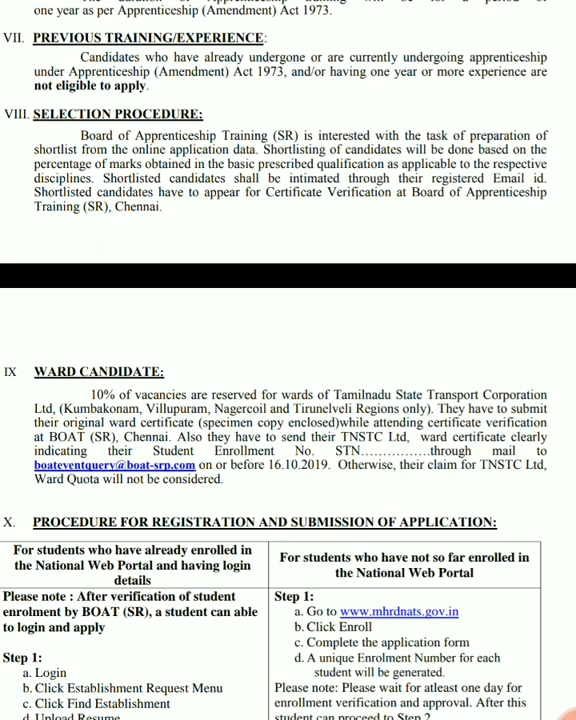 one year as per Apprenticeship (Amendment) Act 1973.
VII. PREVIOUS TRAINING/EXPERIENCE:
Candidates who have already undergone or are currently undergoing apprenticeship
under Apprenticeship (Amendment) Act 1973, and/or having one year or more experience are
not eligible to apply.
VIII. SELECTION PROCEDURE:
Board of Apprenticeship Training (SR) is interested with the task of preparation of
shortlist from the online application data. Shortlisting of candidates will be done based on the
percentage of marks obtained in the basic prescribed qualification as applicable to the respective
disciplines. Shortlisted candidates shall be intimated through their registered Email id.
Shortlisted candidates have to appear for Certificate Verification at Board of Apprenticeship
Training (SR), Chennai.
IX WARD CANDIDATE:
10% of vacancies are reserved for wards of Tamilnadu State Transport Corporation
Ltd, (Kumbakonam, Villupuram, Nagercoil and Tirunelveli Regions only). They have to submit
their original ward certificate (specimen copy enclosed)while attending certificate verification
at BOAT (SR), Chennai. Also they have to send their TNSTC Ltd, ward certificate clearly
indicating their Student Enrollment No. STN................through mail to
boateventquery@boat-srp.com on or before 16.10.2019. Otherwise, their claim for TNSTC Ltd,
Ward Quota will not be considered.
X. PROCEDURE FOR REGISTRATION AND SUBMISSION OF APPLICATION:
For students who have already enrolled in
the National Web Portal and having login
details
Please note : After verification of student
enrolment by BOAT (SR), a student can able
to login and apply
Step 1:
a. Login
b. Click Establishment Request Menu
c. Click Find Establishment
d. Upload Resume
For students who have not so far enrolled in
the National Web Portal
Step 1:
a. Go to www.mhrdnats.gov.in
b. Click Enroll
c. Complete the application form
d. A unique Enrolment Number for each
student will be generated.
Please note: Please wait for atleast one day for
enrollment verification and approval. After this
student can proceed to Step 2